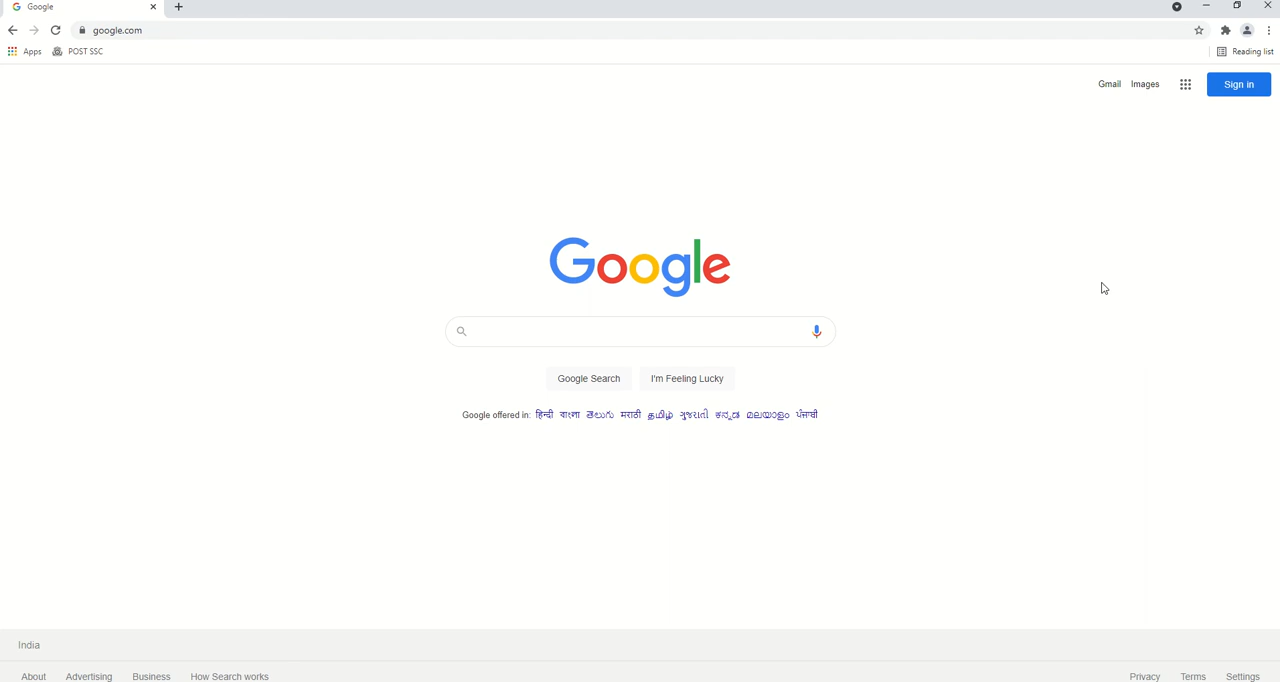 Google
google.com
Apps POST SSC Reading list
Gmail Images Sign in
Google
Google Search I'm Feeling Lucky
Google offered in: हिन्दी বাংলা తెలుగు मराठी தமிழ் ગુજરાતી ಕನ್ನಡ മലയാളം ਪੰਜਾਬੀ
India
About Advertising Business How Search works Privacy Terms Settings